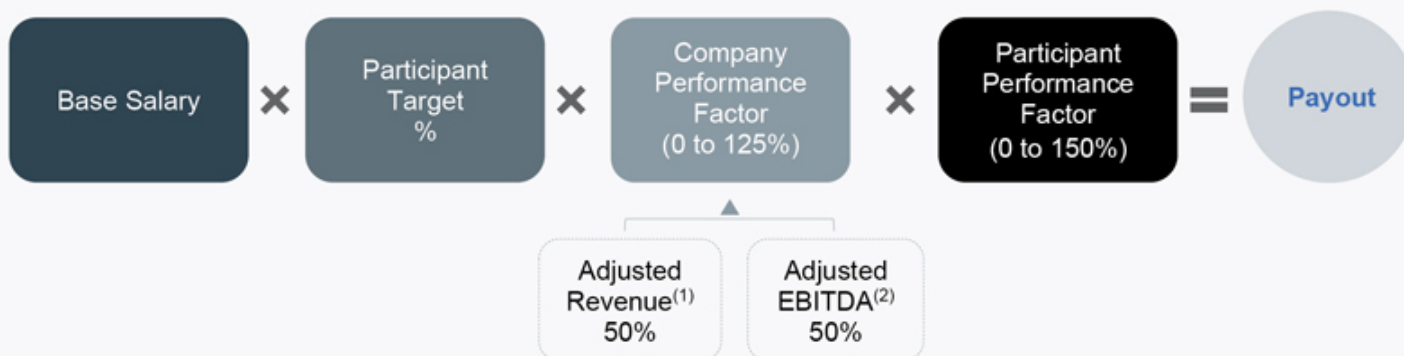 Base Salary
×
Participant
Target
%
×
Company
Performance
Factor
(0 to 125%)
×
Participant
Performance
Factor
(0 to 150%)
=
Payout
Adjusted
Revenue(1)
50%
Adjusted
EBITDA(2)
50%